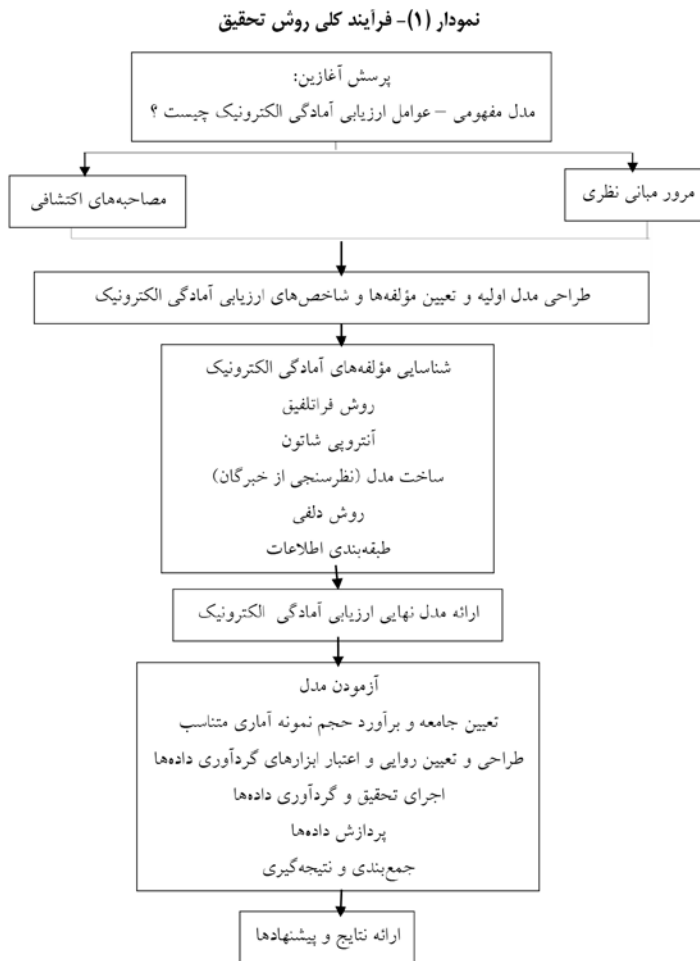 نمودار (۱)- فرآیند کلی روش تحقیق
پرسش آغازین:
مدل مفهومی – عوامل ارزیابی آمادگی الکترونیک چیست ؟
مرور مبانی نظری
مصاحبه‌های اکتشافی
طراحی مدل اولیه و تعیین مؤلفه‌ها و شاخص‌های ارزیابی آمادگی الکترونیک
شناسایی مؤلفه‌های آمادگی الکترونیک
روش فراتلفیق
آنتروپی شاتون
ساخت مدل (نظرسنجی از خبرگان)
روش دلفی
طبقه‌بندی اطلاعات
ارائه مدل نهایی ارزیابی آمادگی الکترونیک
آزمودن مدل
تعیین جامعه و برآورد حجم نمونه آماری متناسب
طراحی و تعیین روایی و اعتبار ابزارهای گردآوری داده‌ها
اجرای تحقیق و گردآوری داده‌ها
پردازش داده‌ها
جمع‌بندی و نتیجه‌گیری
ارائه نتایج و پیشنهادها